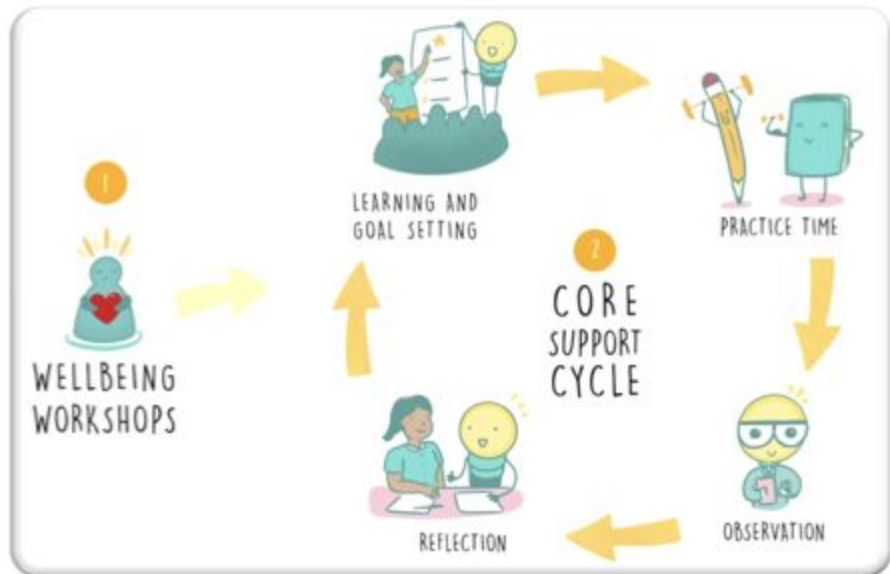 1
WELLBEING
WORKSHOPS
LEARNING AND
GOAL SETTING
PRACTICE TIME
2
CORE
SUPPORT
CYCLE
OBSERVATION
REFLECTION